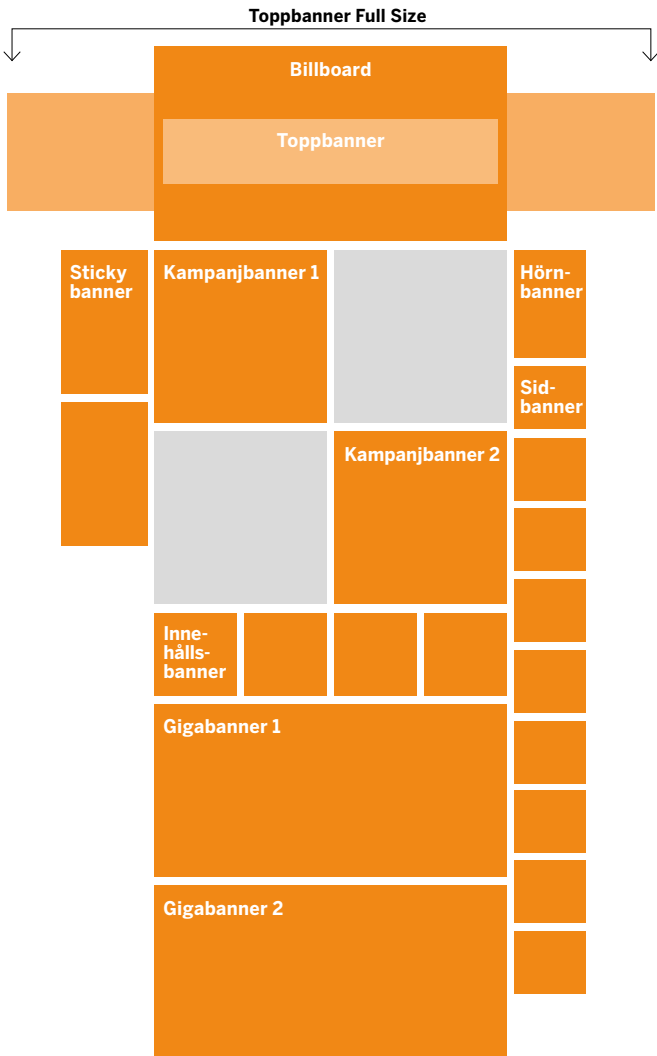 Toppbanner Full Size
Billboard
Toppbanner
Sticky
banner
Kampanjbanner 1
Hörn-
banner
Sid-
banner
Kampanjbanner 2
Inne-
hålls-
banner
Gigabanner 1
Gigabanner 2